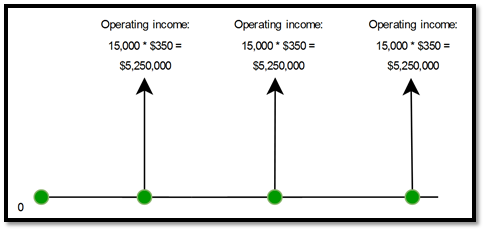 Operating income:
15,000 * $350 =
$5,250,000
Operating income:
15,000 * $350 =
$5,250,000
Operating income:
15,000 * $350 =
$5,250,000
0